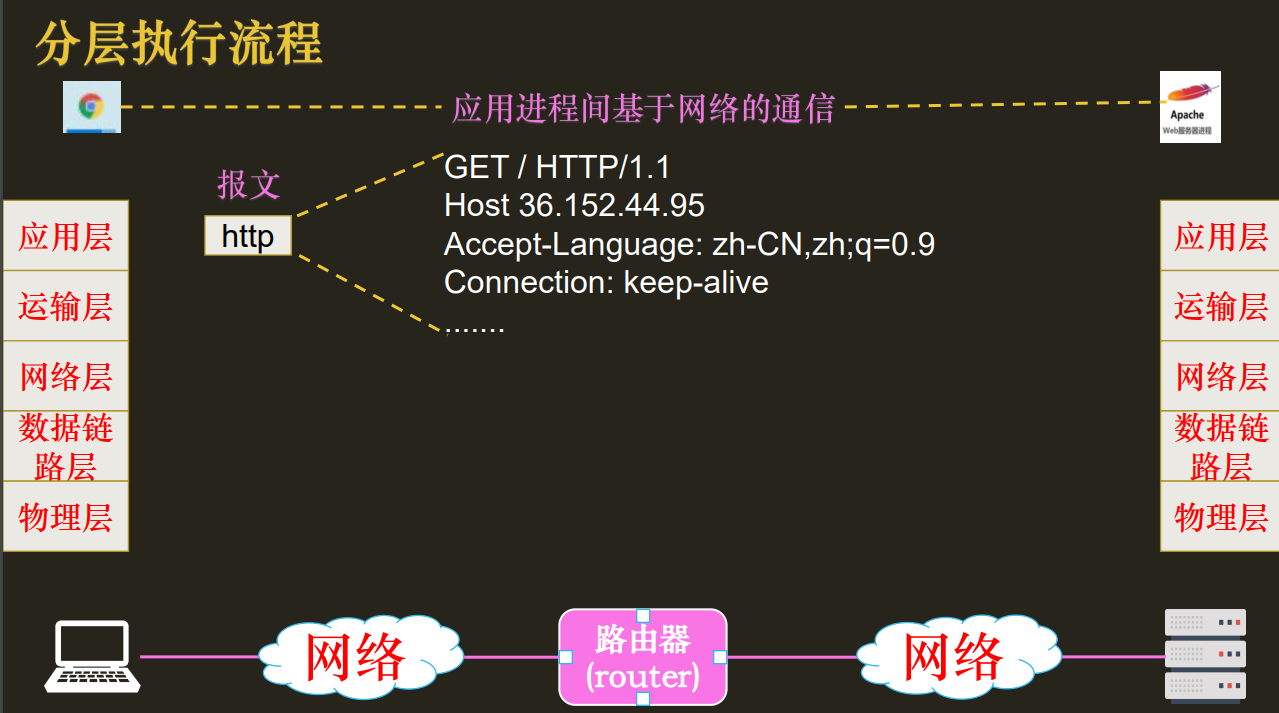 分层执行流程
应用进程间基于网络的通信
Apache
Web服务器进程
报文
http
GET / HTTP/1.1
Host 36.152.44.95
Accept-Language: zh-CN,zh;q=0.9
Connection: keep-alive
.......
应用层
运输层
网络层
数据链
路层
物理层
应用层
运输层
网络层
数据链
路层
物理层
网络
路由器
(router)
网络